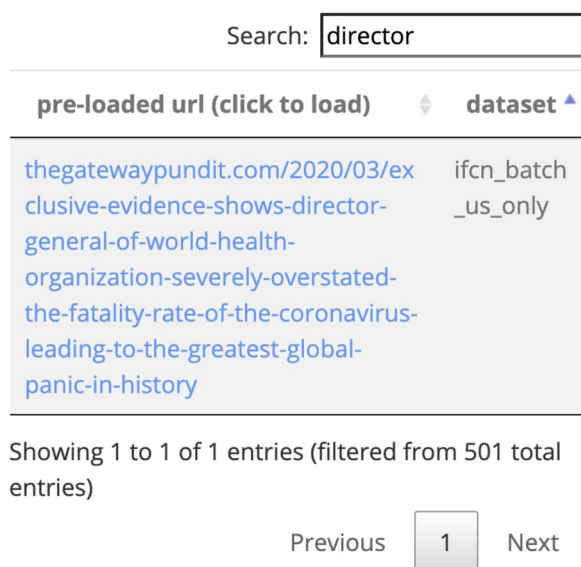 Search: director
pre-loaded url (click to load) dataset
thegatewaypundit.com/2020/03/ex ifcn_batch
clusive-evidence-shows-director- _us_only
general-of-world-health-
organization-severely-overstated-
the-fatality-rate-of-the-coronavirus-
leading-to-the-greatest-global-
panic-in-history
Showing 1 to 1 of 1 entries (filtered from 501 total
entries)
Previous 1 Next